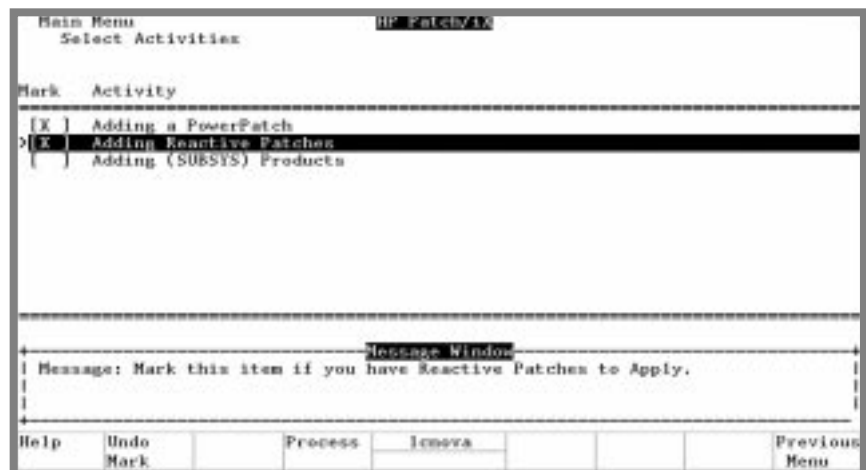 Main Menu HP Patch/iX
Select Activities
Mark Activity
[X ] Adding a PowerPatch
>[X ] Adding Reactive Patches
[ ] Adding (SUBSYS) Products
Message Window
Message: Mark this item if you have Reactive Patches to Apply.
Help Undo Mark Process 1cnova Previous Menu